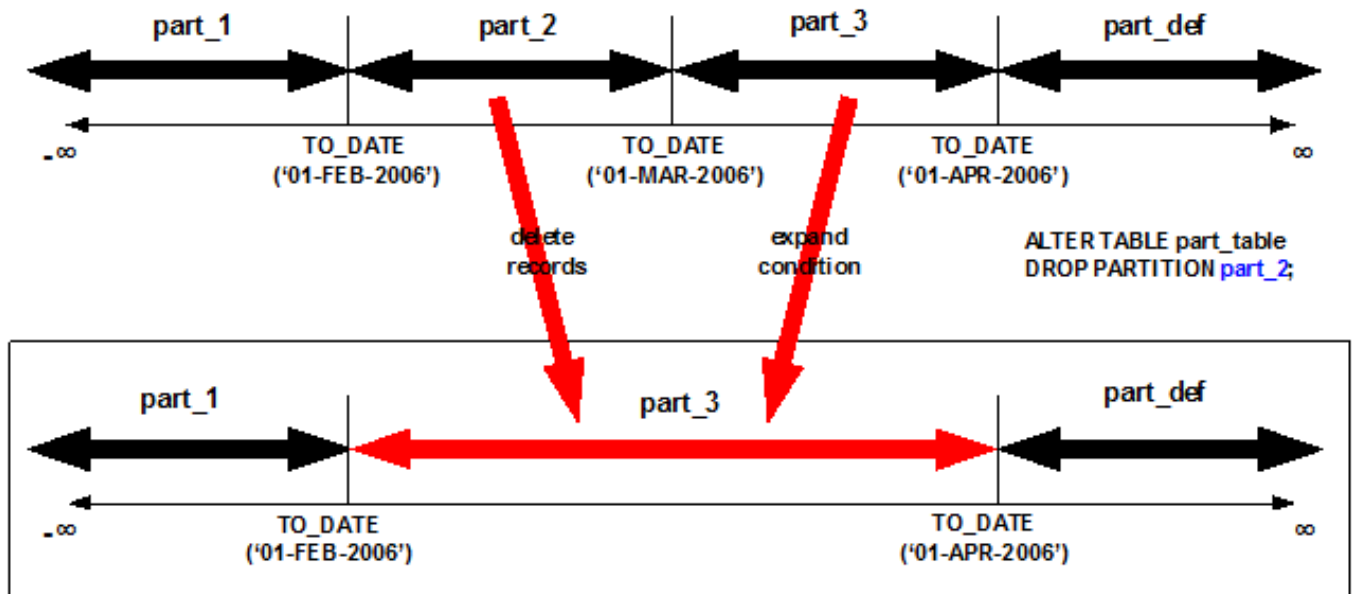 part_1 part_2 part_3 part_def
-∞ TO_DATE TO_DATE TO_DATE ∞
(‘01-FEB-2006’) (‘01-MAR-2006’) (‘01-APR-2006’)
delete expand ALTER TABLE part_table
records condition DROP PARTITION part_2;
part_1 part_3 part_def
-∞ TO_DATE TO_DATE ∞
(‘01-FEB-2006’) (‘01-APR-2006’)